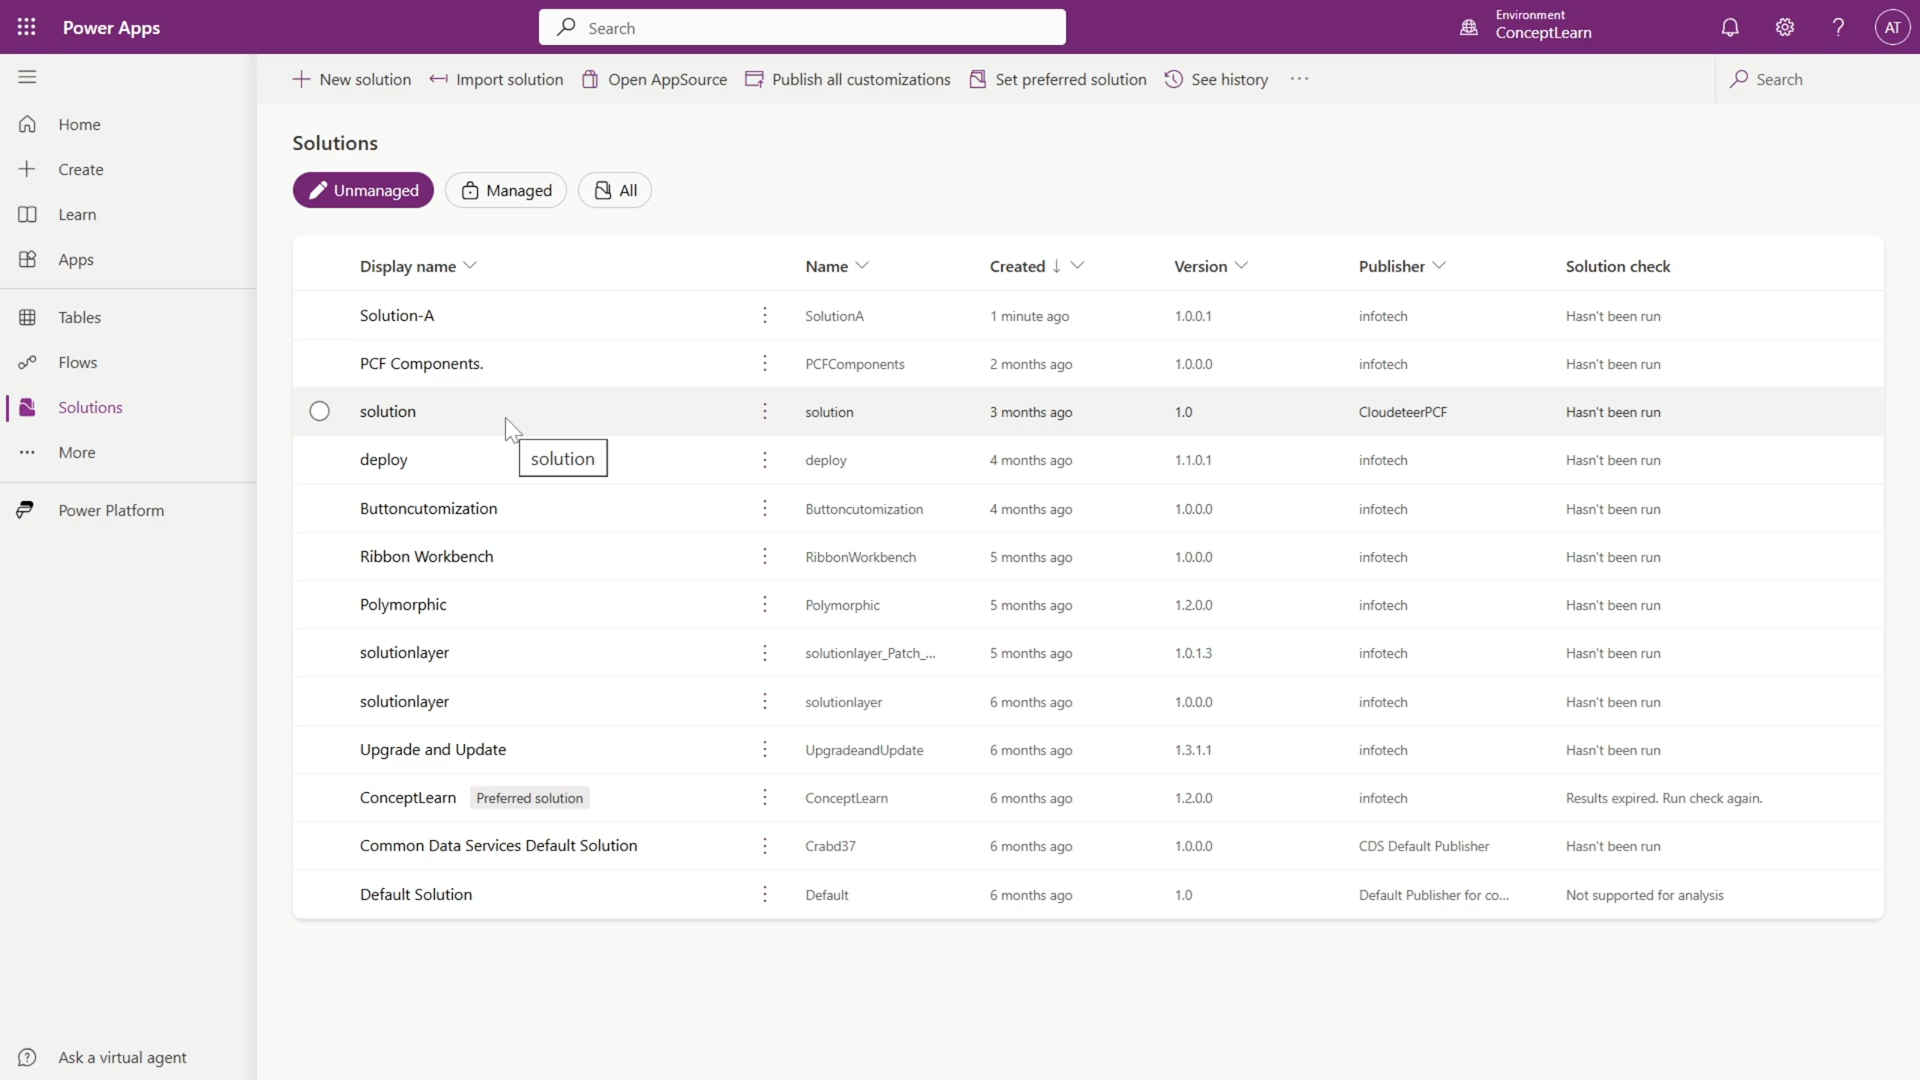 Power Apps
Search
Environment
ConceptLearn
AT
New solution
Import solution
Open AppSource
Publish all customizations
Set preferred solution
See history
Search
Home
Create
Learn
Apps
Tables
Flows
Solutions
More
Power Platform
Ask a virtual agent
Solutions
Unmanaged
Managed
All
Display name Name Created Version Publisher Solution check
Solution-A SolutionA 1 minute ago 1.0.0.1 infotech Hasn't been run
PCF Components. PCFComponents 2 months ago 1.0.0.0 infotech Hasn't been run
solution solution 3 months ago 1.0 CloudeteerPCF Hasn't been run
solution
deploy deploy 4 months ago 1.1.0.1 infotech Hasn't been run
Buttoncutomization Buttoncutomization 4 months ago 1.0.0.0 infotech Hasn't been run
Ribbon Workbench RibbonWorkbench 5 months ago 1.0.0.0 infotech Hasn't been run
Polymorphic Polymorphic 5 months ago 1.2.0.0 infotech Hasn't been run
solutionlayer solutionlayer_Patch_... 5 months ago 1.0.1.3 infotech Hasn't been run
solutionlayer solutionlayer 6 months ago 1.0.0.0 infotech Hasn't been run
Upgrade and Update UpgradeandUpdate 6 months ago 1.3.1.1 infotech Hasn't been run
ConceptLearn Preferred solution ConceptLearn 6 months ago 1.2.0.0 infotech Results expired. Run check again.
Common Data Services Default Solution Crabd37 6 months ago 1.0.0.0 CDS Default Publisher Hasn't been run
Default Solution Default 6 months ago 1.0 Default Publisher for co... Not supported for analysis